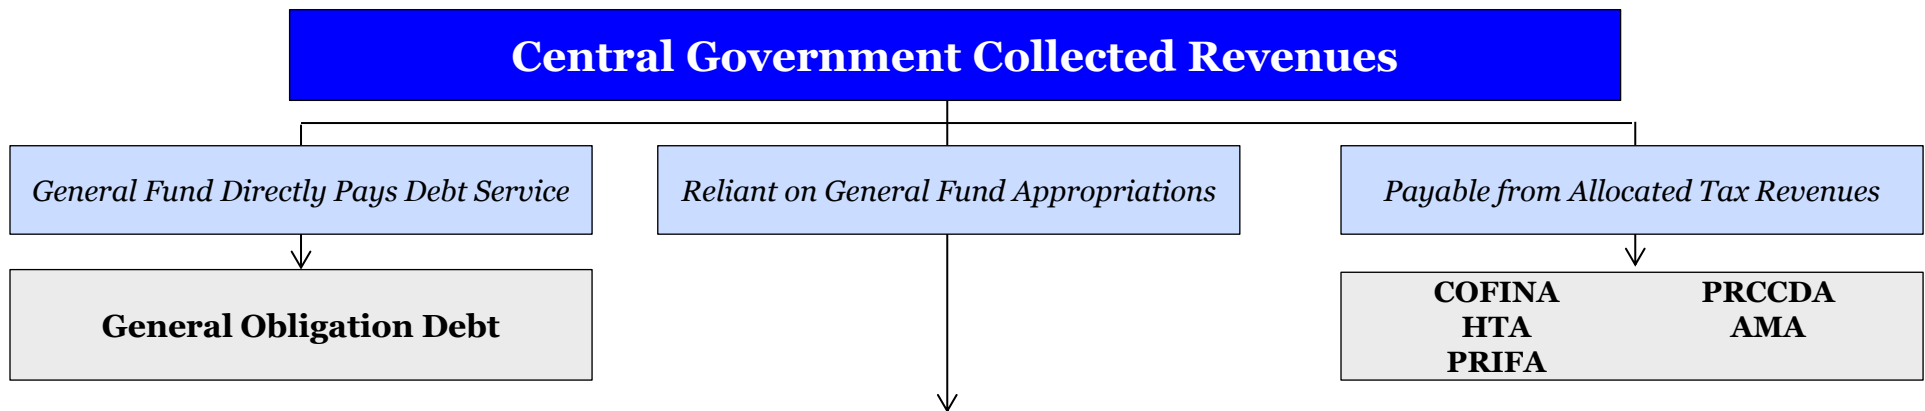 Central Government Collected Revenues
General Fund Directly Pays Debt Service
Reliant on General Fund Appropriations
Payable from Allocated Tax Revenues
General Obligation Debt
COFINA PRCCDA
HTA AMA
PRIFA